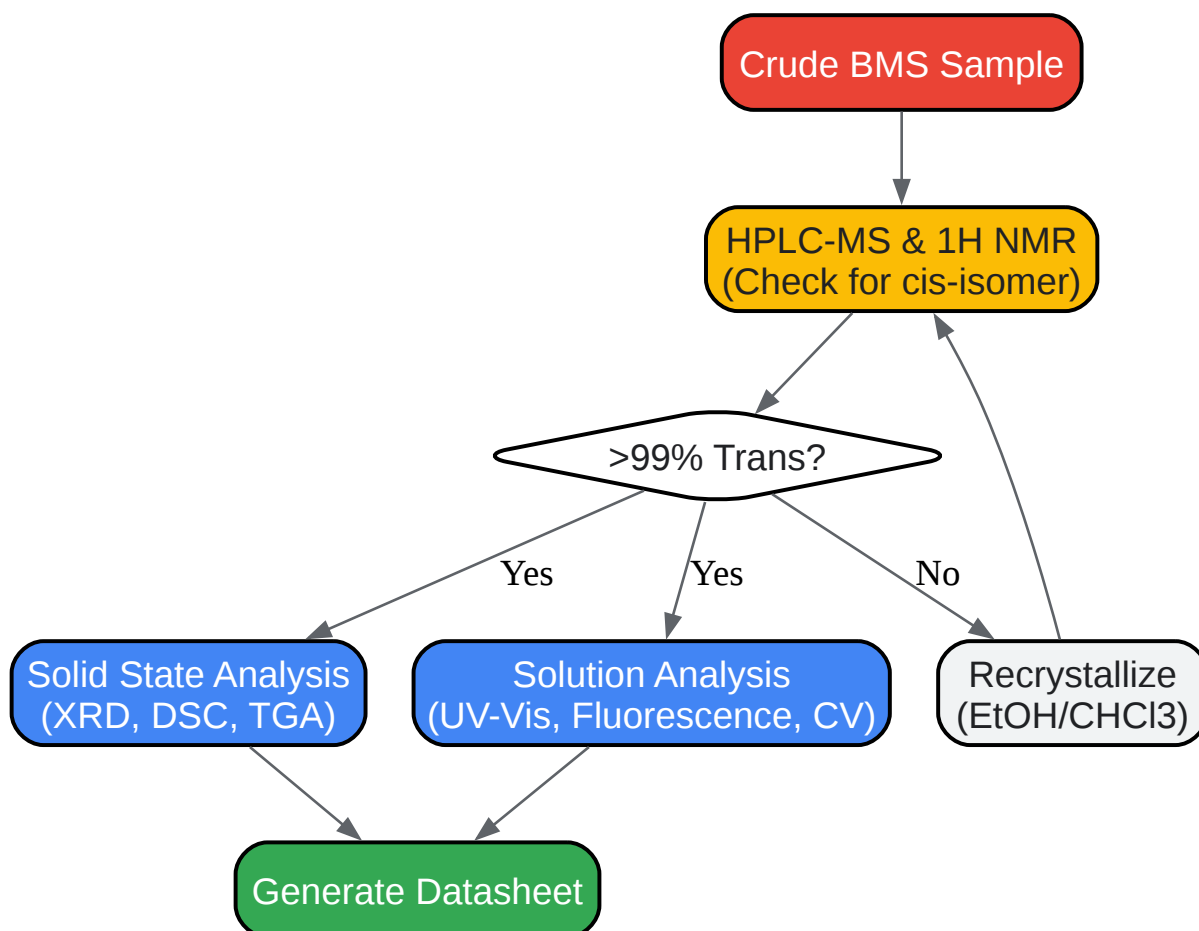 Crude BMS Sample
HPLC-MS & 1H NMR
(Check for cis-isomer)
>99% Trans?
Yes
Yes
No
Solid State Analysis
(XRD, DSC, TGA)
Solution Analysis
(UV-Vis, Fluorescence, CV)
Recrystallize
(EtOH/CHCl3)
Generate Datasheet